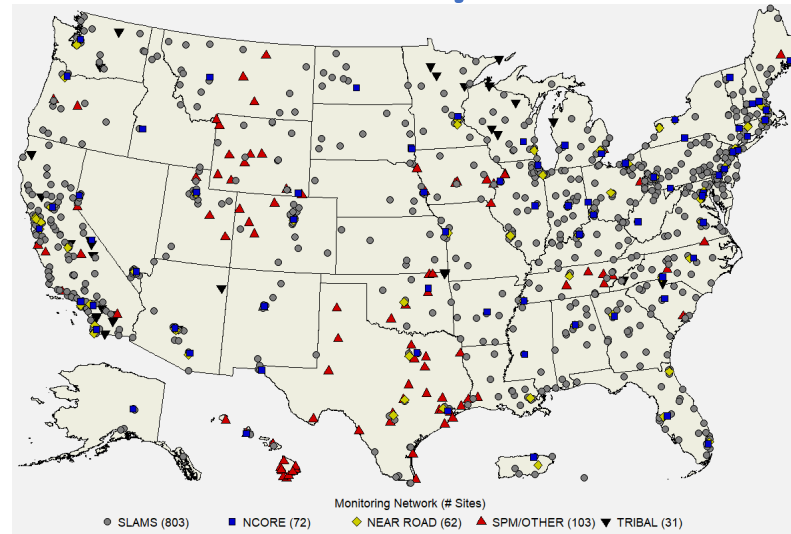 Monitoring Network (# Sites)
SLAMS (803) NCORE (72) NEAR ROAD (62) SPM/OTHER (103) TRIBAL (31)